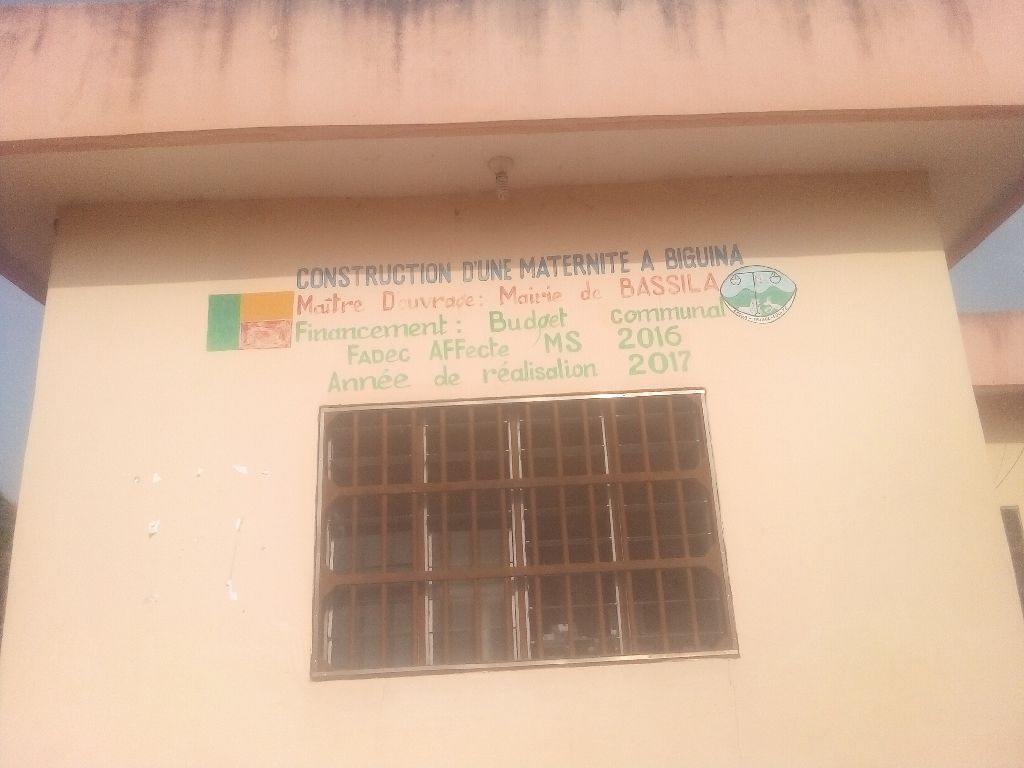 CONSTRUCTION D'UNE MATERNITE A BIGUINA
Maître Douvrage: Mairie de BASSILA
Financement: Budget communal
FADEC AFFecte MS 2016
Année de réalisation 2017